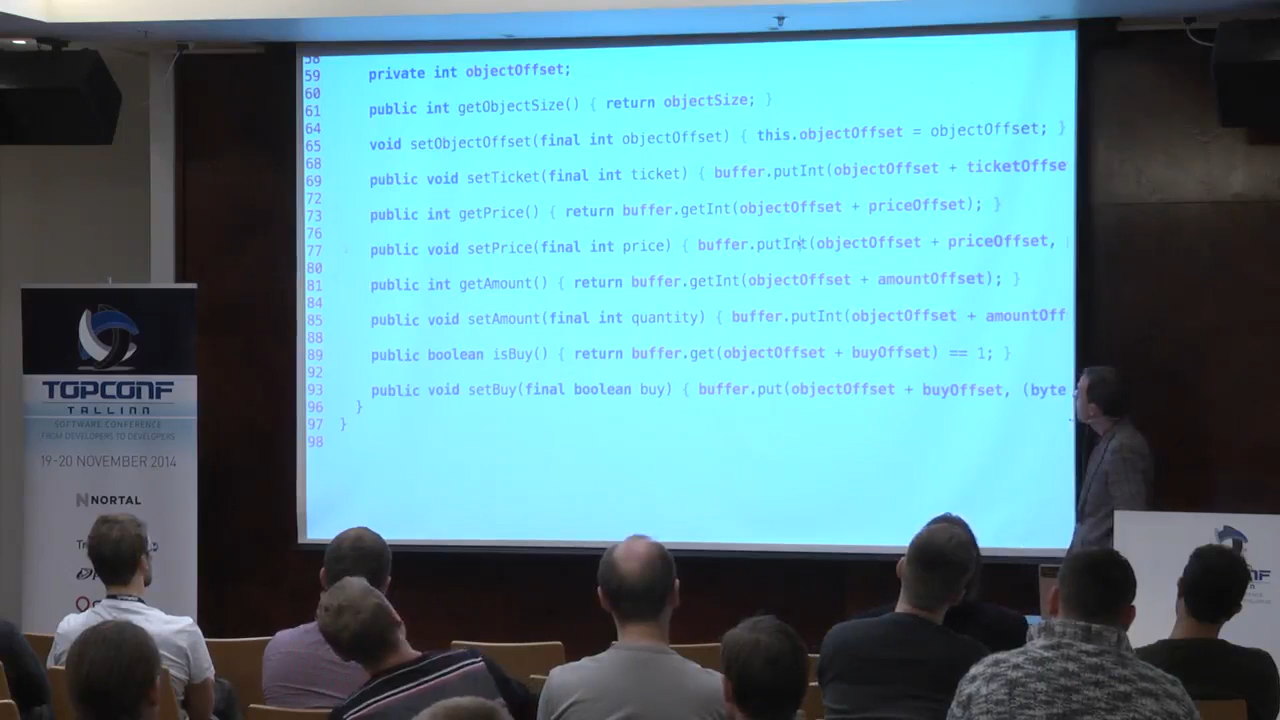 58
59 private int objectOffset;
60
61 public int getObjectSize() { return objectSize; }
64
65 void setObjectOffset(final int objectOffset) { this.objectOffset = objectOffset; }
68
69 public void setTicket(final int ticket) { buffer.putInt(objectOffset + ticketOffse
72
73 public int getPrice() { return buffer.getInt(objectOffset + priceOffset); }
76
77 public void setPrice(final int price) { buffer.putInt(objectOffset + priceOffset,
80
81 public int getAmount() { return buffer.getInt(objectOffset + amountOffset); }
84
85 public void setAmount(final int quantity) { buffer.putInt(objectOffset + amountOff
88
89 public boolean isBuy() { return buffer.get(objectOffset + buyOffset) == 1; }
92
93 public void setBuy(final boolean buy) { buffer.put(objectOffset + buyOffset, (byte
96 }
97 }
98
TOPCONF
TALLINN
SOFTWARE CONFERENCE
FROM DEVELOPERS TO DEVELOPERS
19-20 NOVEMBER 2014
NORTAL